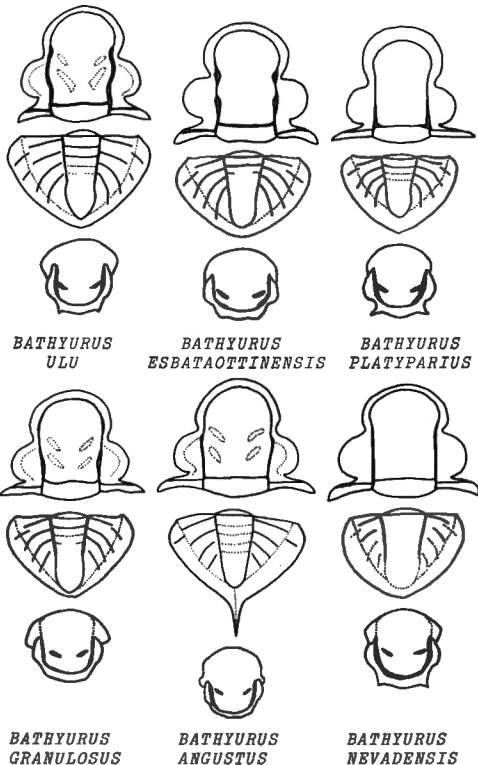 BATHYURUS
ULU
BATHYURUS
ESBATAOTTINENSIS
BATHYURUS
PLATYPARIUS
BATHYURUS
GRANULOSUS
BATHYURUS
ANGUSTUS
BATHYURUS
NEVADENSIS